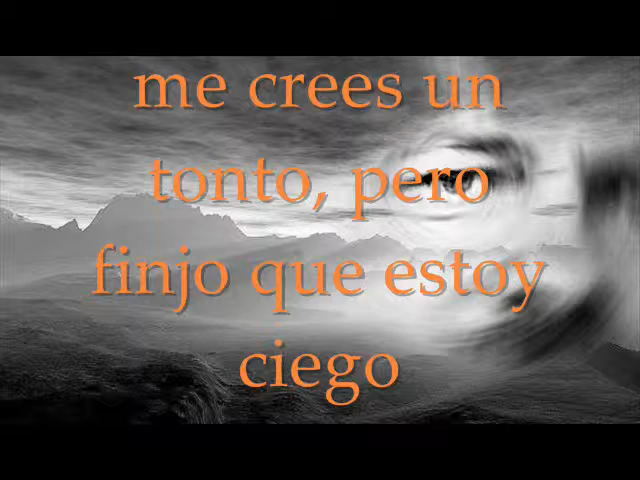 me crees un
tonto, pero
finjo que estoy
ciego